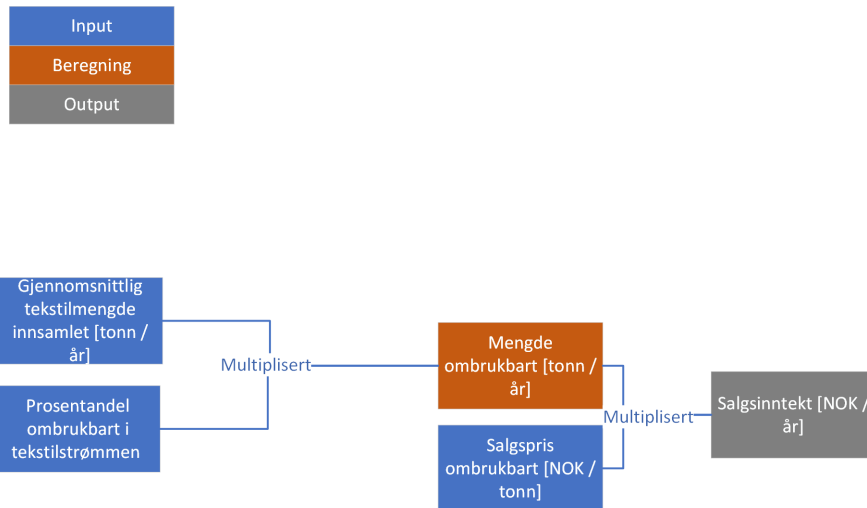 Input
Beregning
Output
Gjennomsnittlig
tekstilmengde
innsamlet [tonn /
år]
Multiplisert
Prosentandel
ombrukbart i
tekstilstrømmen
Mengde
ombrukbart [tonn /
år]
Multiplisert
Salgspris
ombrukbart [NOK /
tonn]
Salgsinntekt [NOK /
år]